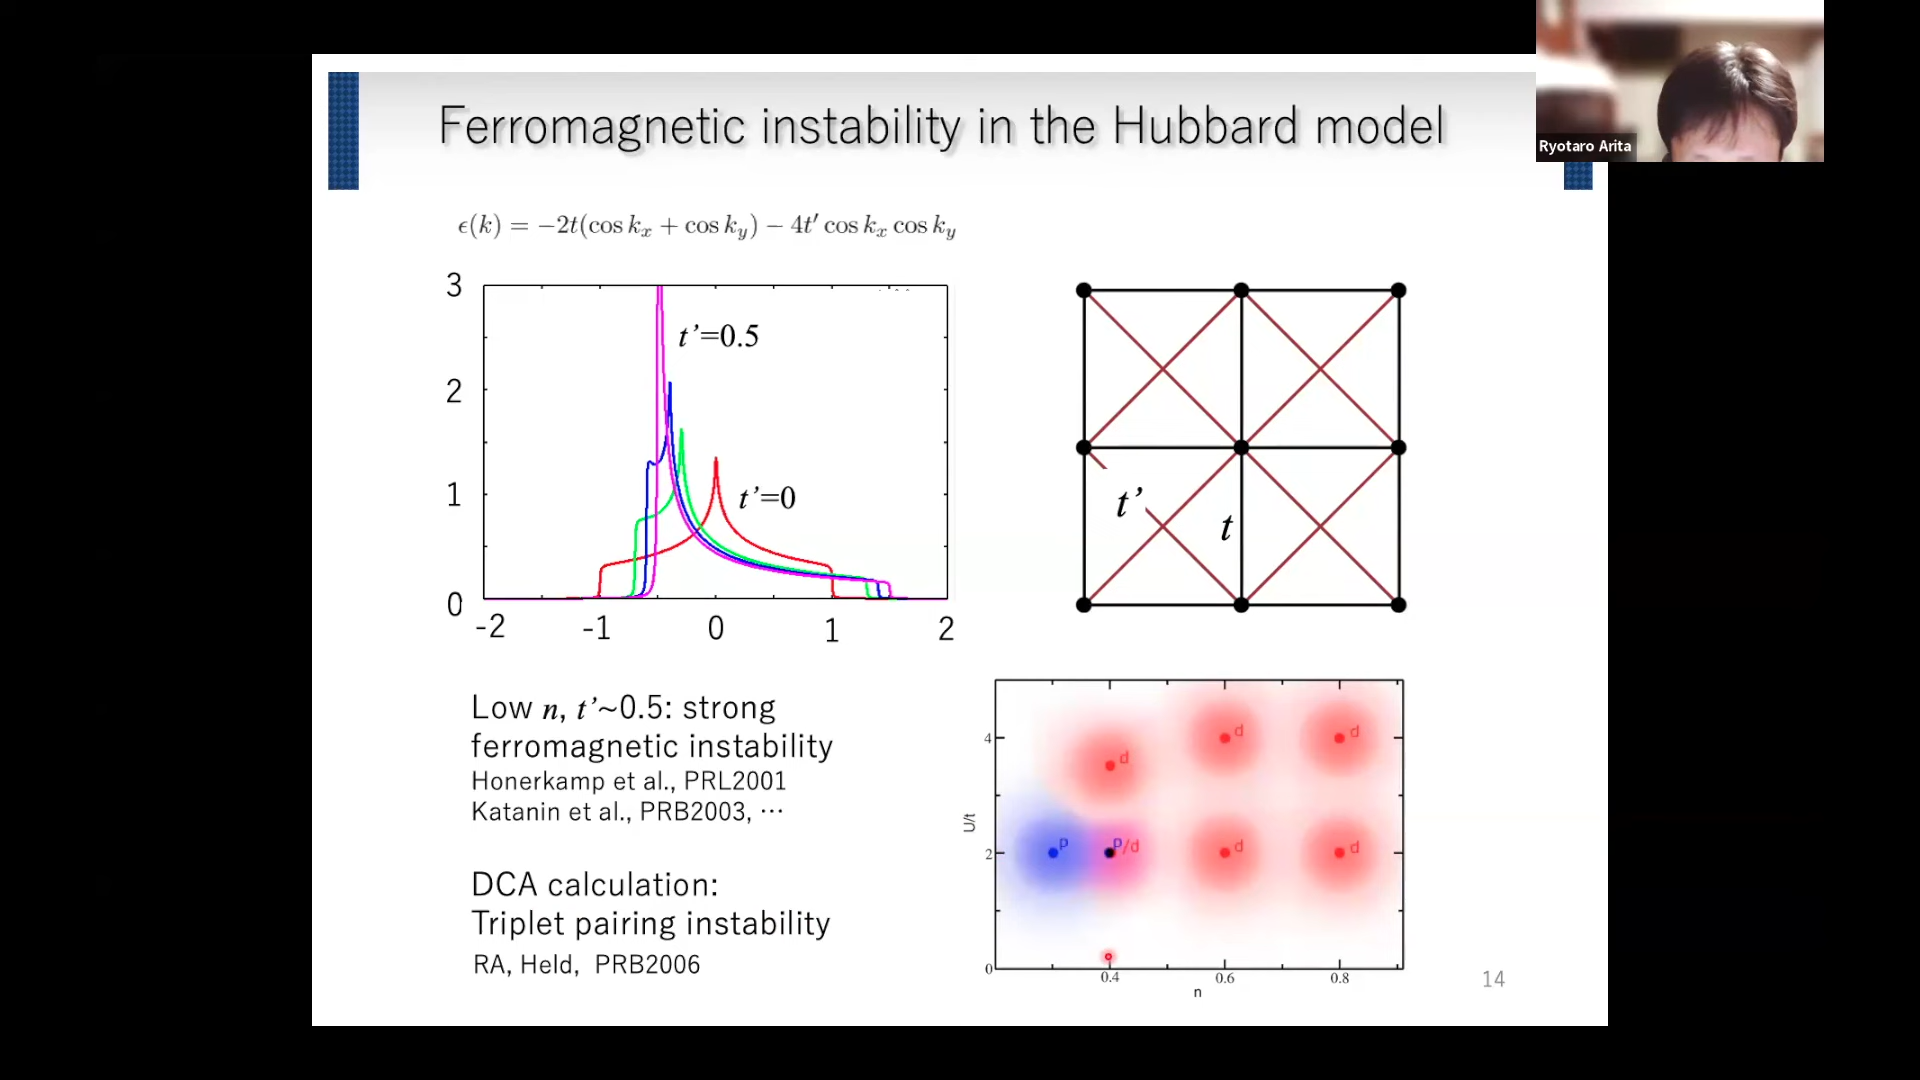 Ferromagnetic instability in the Hubbard model
Ryotaro Arita
ϵ(k) = −2t(cos kₓ + cos k_y) − 4t′ cos kₓ cos k_y
3
2
1
0
-2 -1 0 1 2
t’=0.5
t’=0
t’
t
Low n, t’~0.5: strong
ferromagnetic instability
Honerkamp et al., PRL2001
Katanin et al., PRB2003, …
DCA calculation:
Triplet pairing instability
RA, Held, PRB2006
U/t
4
2
0
d
d
d
P
P/d
d
d
0.4 0.6 0.8
n
14